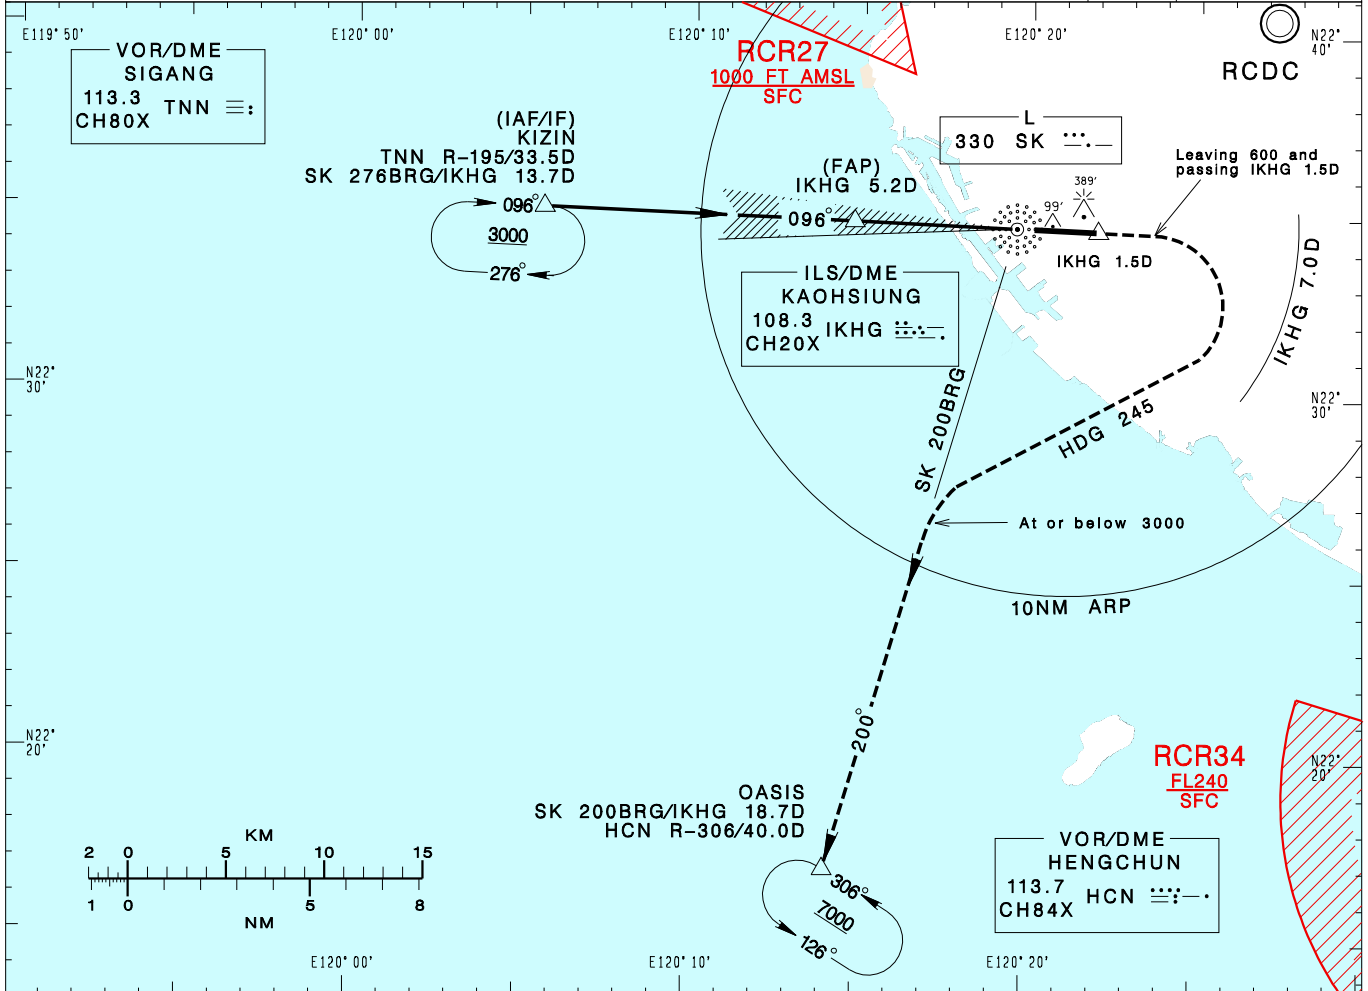 E119°50'
E120°00'
E120°10'
E120°20'
N22°
40'
VOR/DME
SIGANG
113.3
CH80X
TNN
RCR27
1000 FT AMSL
SFC
RCDC
(IAF/IF)
KIZIN
TNN R-195/33.5D
SK 276BRG/IKHG 13.7D
L
330 SK
(FAP)
IKHG 5.2D
Leaving 600 and
passing IKHG 1.5D
389'
99'
096°
3000
276°
096°
IKHG 1.5D
IKHG 7.0D
ILS/DME
KAOHSIUNG
108.3
CH20X
IKHG
N22°
30'
N22°
30'
SK 200BRG
HDG 245
At or below 3000
10NM ARP
200°
N22°
20'
N22°
20'
RCR34
FL240
SFC
OASIS
SK 200BRG/IKHG 18.7D
HCN R-306/40.0D
KM
2 0 5 10 15
1 0 5 8
NM
306°
7000
126°
VOR/DME
HENGCHUN
113.7
CH84X
HCN
E120°00'
E120°10'
E120°20'